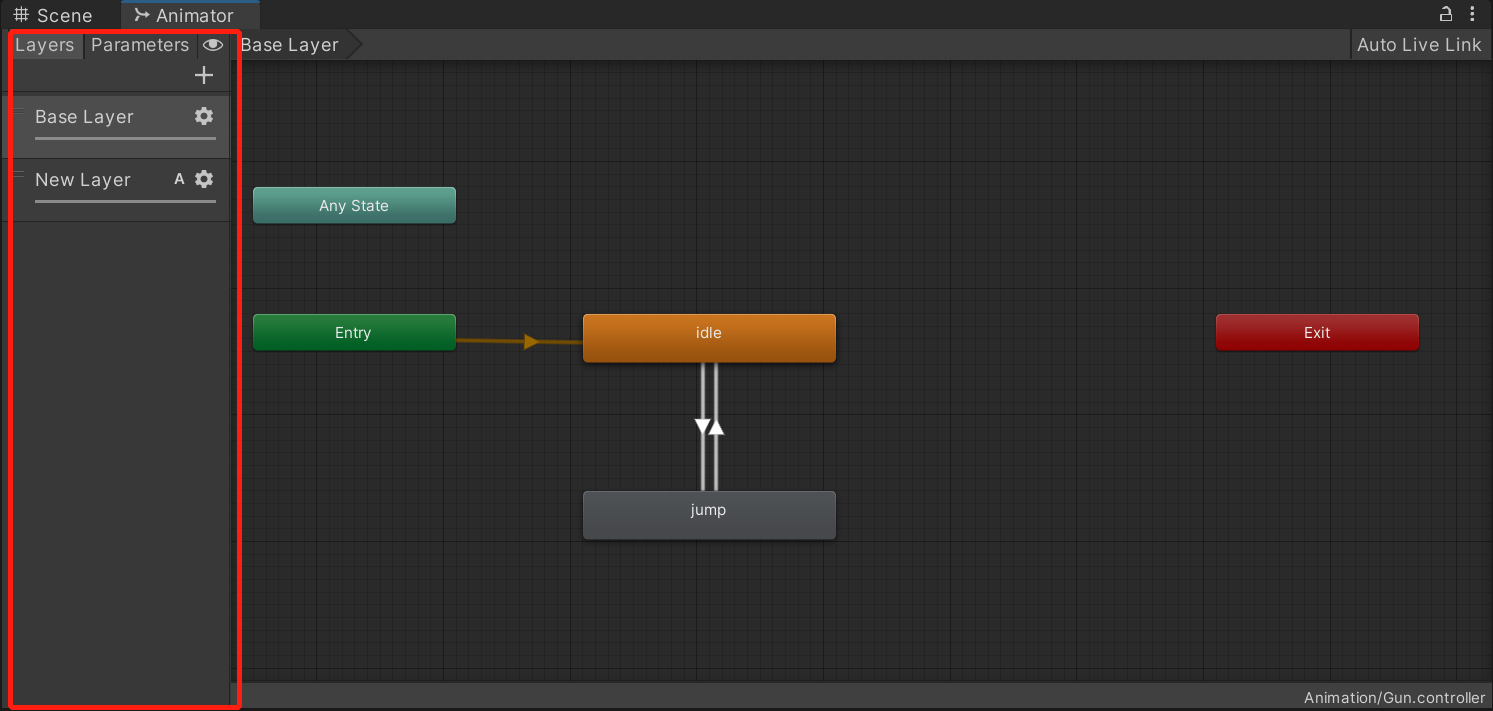 Scene Animator
Layers Parameters Base Layer Auto Live Link
Base Layer
New Layer A
Any State
Entry idle Exit
jump
Animation/Gun.controller